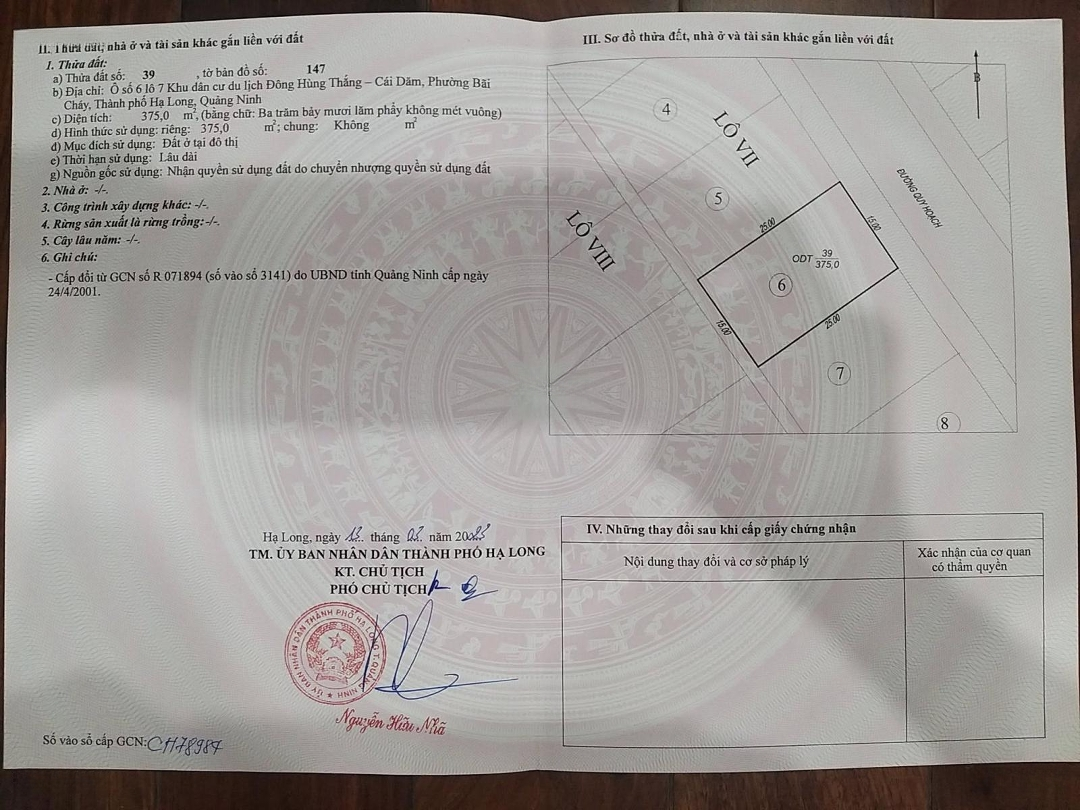 II. Thửa đất, nhà ở và tài sản khác gắn liền với đất
1. Thửa đất:
a) Thửa đất số: 39 , tờ bản đồ số: 147
b) Địa chỉ: Ô số 6 lô 7 Khu dân cư du lịch Đông Hùng Thắng – Cái Dăm, Phường Bãi
Cháy, Thành phố Hạ Long, Quảng Ninh
c) Diện tích: 375,0 m², (bằng chữ: Ba trăm bảy mươi lăm phẩy không mét vuông)
d) Hình thức sử dụng: riêng: 375,0 m²; chung: Không m²
đ) Mục đích sử dụng: Đất ở tại đô thị
e) Thời hạn sử dụng: Lâu dài
g) Nguồn gốc sử dụng: Nhận quyền sử dụng đất do chuyển nhượng quyền sử dụng đất
2. Nhà ở: -/-.
3. Công trình xây dựng khác: -/-.
4. Rừng sản xuất là rừng trồng:-/-.
5. Cây lâu năm: -/-.
6. Ghi chú:
- Cấp đổi từ GCN số R 071894 (số vào sổ 3141) do UBND tỉnh Quảng Ninh cấp ngày
24/4/2001.
Hạ Long, ngày tháng năm 2023
TM. ỦY BAN NHÂN DÂN THÀNH PHỐ HẠ LONG
KT. CHỦ TỊCH
PHÓ CHỦ TỊCH
ỦY BAN NHÂN DÂN THÀNH PHỐ HẠ LONG T.QUẢNG NINH
Nguyễn Hữu Nhã
Số vào sổ cấp GCN: CH78987
III. Sơ đồ thửa đất, nhà ở và tài sản khác gắn liền với đất
B
4
LÔ VII
ĐƯỜNG QUY HOẠCH
5
LÔ VIII
25.00
15.00
ODT 39
375,0
6
15.00
25.00
7
8
IV. Những thay đổi sau khi cấp giấy chứng nhận
Nội dung thay đổi và cơ sở pháp lý
Xác nhận của cơ quan
có thẩm quyền